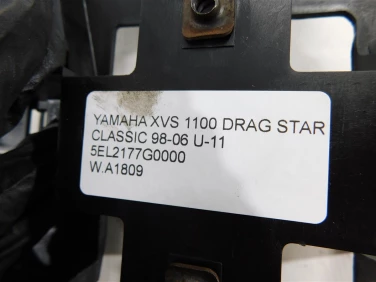 YAMAHA XVS 1100 DRAG STAR
CLASSIC 98-06 U-11
5EL2177G0000
W.A1809